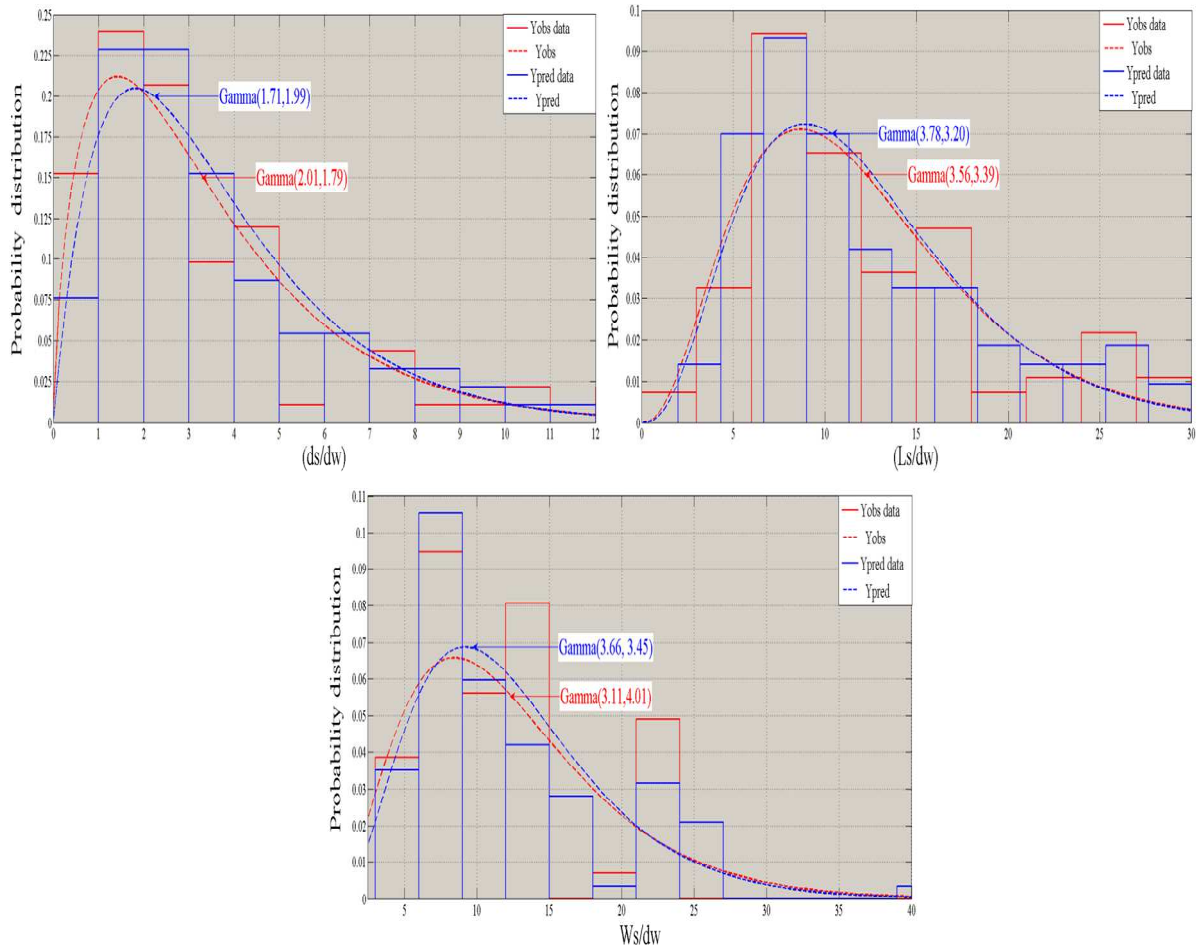 0.25
0.225
0.2
0.175
0.15
0.125
0.1
0.075
0.05
0.025
0
0 1 2 3 4 5 6 7 8 9 10 11 12
Probability distribution
(ds/dw)
Yobs data
Yobs
Ypred data
Ypred
Gamma(1.71,1.99)
Gamma(2.01,1.79)
0.1
0.09
0.08
0.07
0.06
0.05
0.04
0.03
0.02
0.01
0
0 5 10 15 20 25 30
Probability distribution
(Ls/dw)
Yobs data
Yobs
Ypred data
Ypred
Gamma(3.78,3.20)
Gamma(3.56,3.39)
0.11
0.1
0.09
0.08
0.07
0.06
0.05
0.04
0.03
0.02
0.01
0
5 10 15 20 25 30 35 40
Probability distribution
Ws/dw
Yobs data
Yobs
Ypred data
Ypred
Gamma(3.66, 3.45)
Gamma(3.11,4.01)